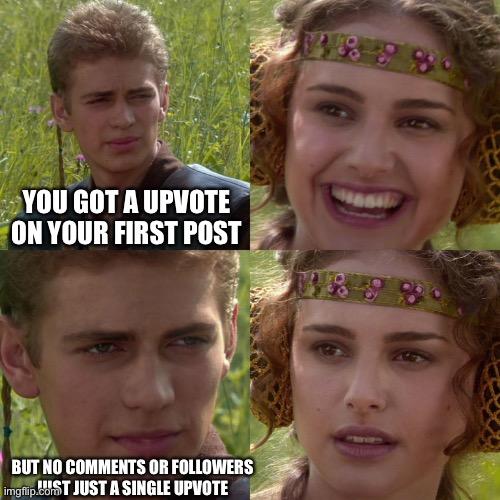 YOU GOT A UPVOTE
ON YOUR FIRST POST
BUT NO COMMENTS OR FOLLOWERS
JUST JUST A SINGLE UPVOTE
imgflip.com